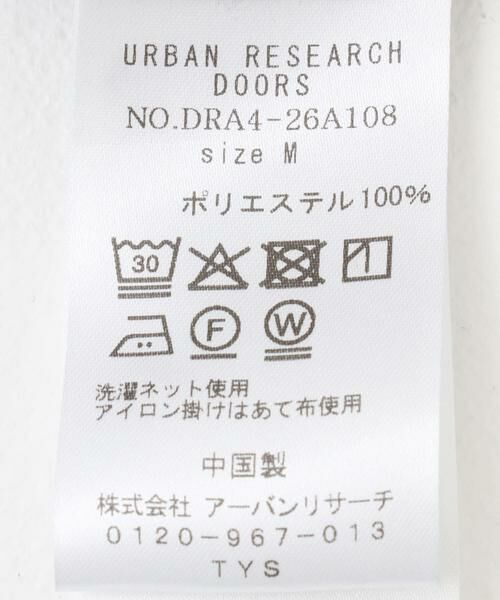 URBAN RESEARCH
DOORS
NO.DRA4-26A108
size M
ポリエステル100%
30
F W
洗濯ネット使用
アイロン掛けはあて布使用
中国製
株式会社 アーバンリサーチ
0120-967-013
TYS